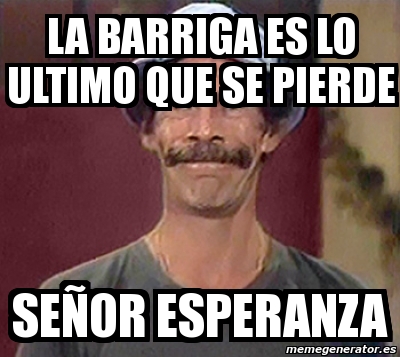 LA BARRIGA ES LO
ULTIMO QUE SE PIERDE
SEÑOR ESPERANZA
memegenerator.es